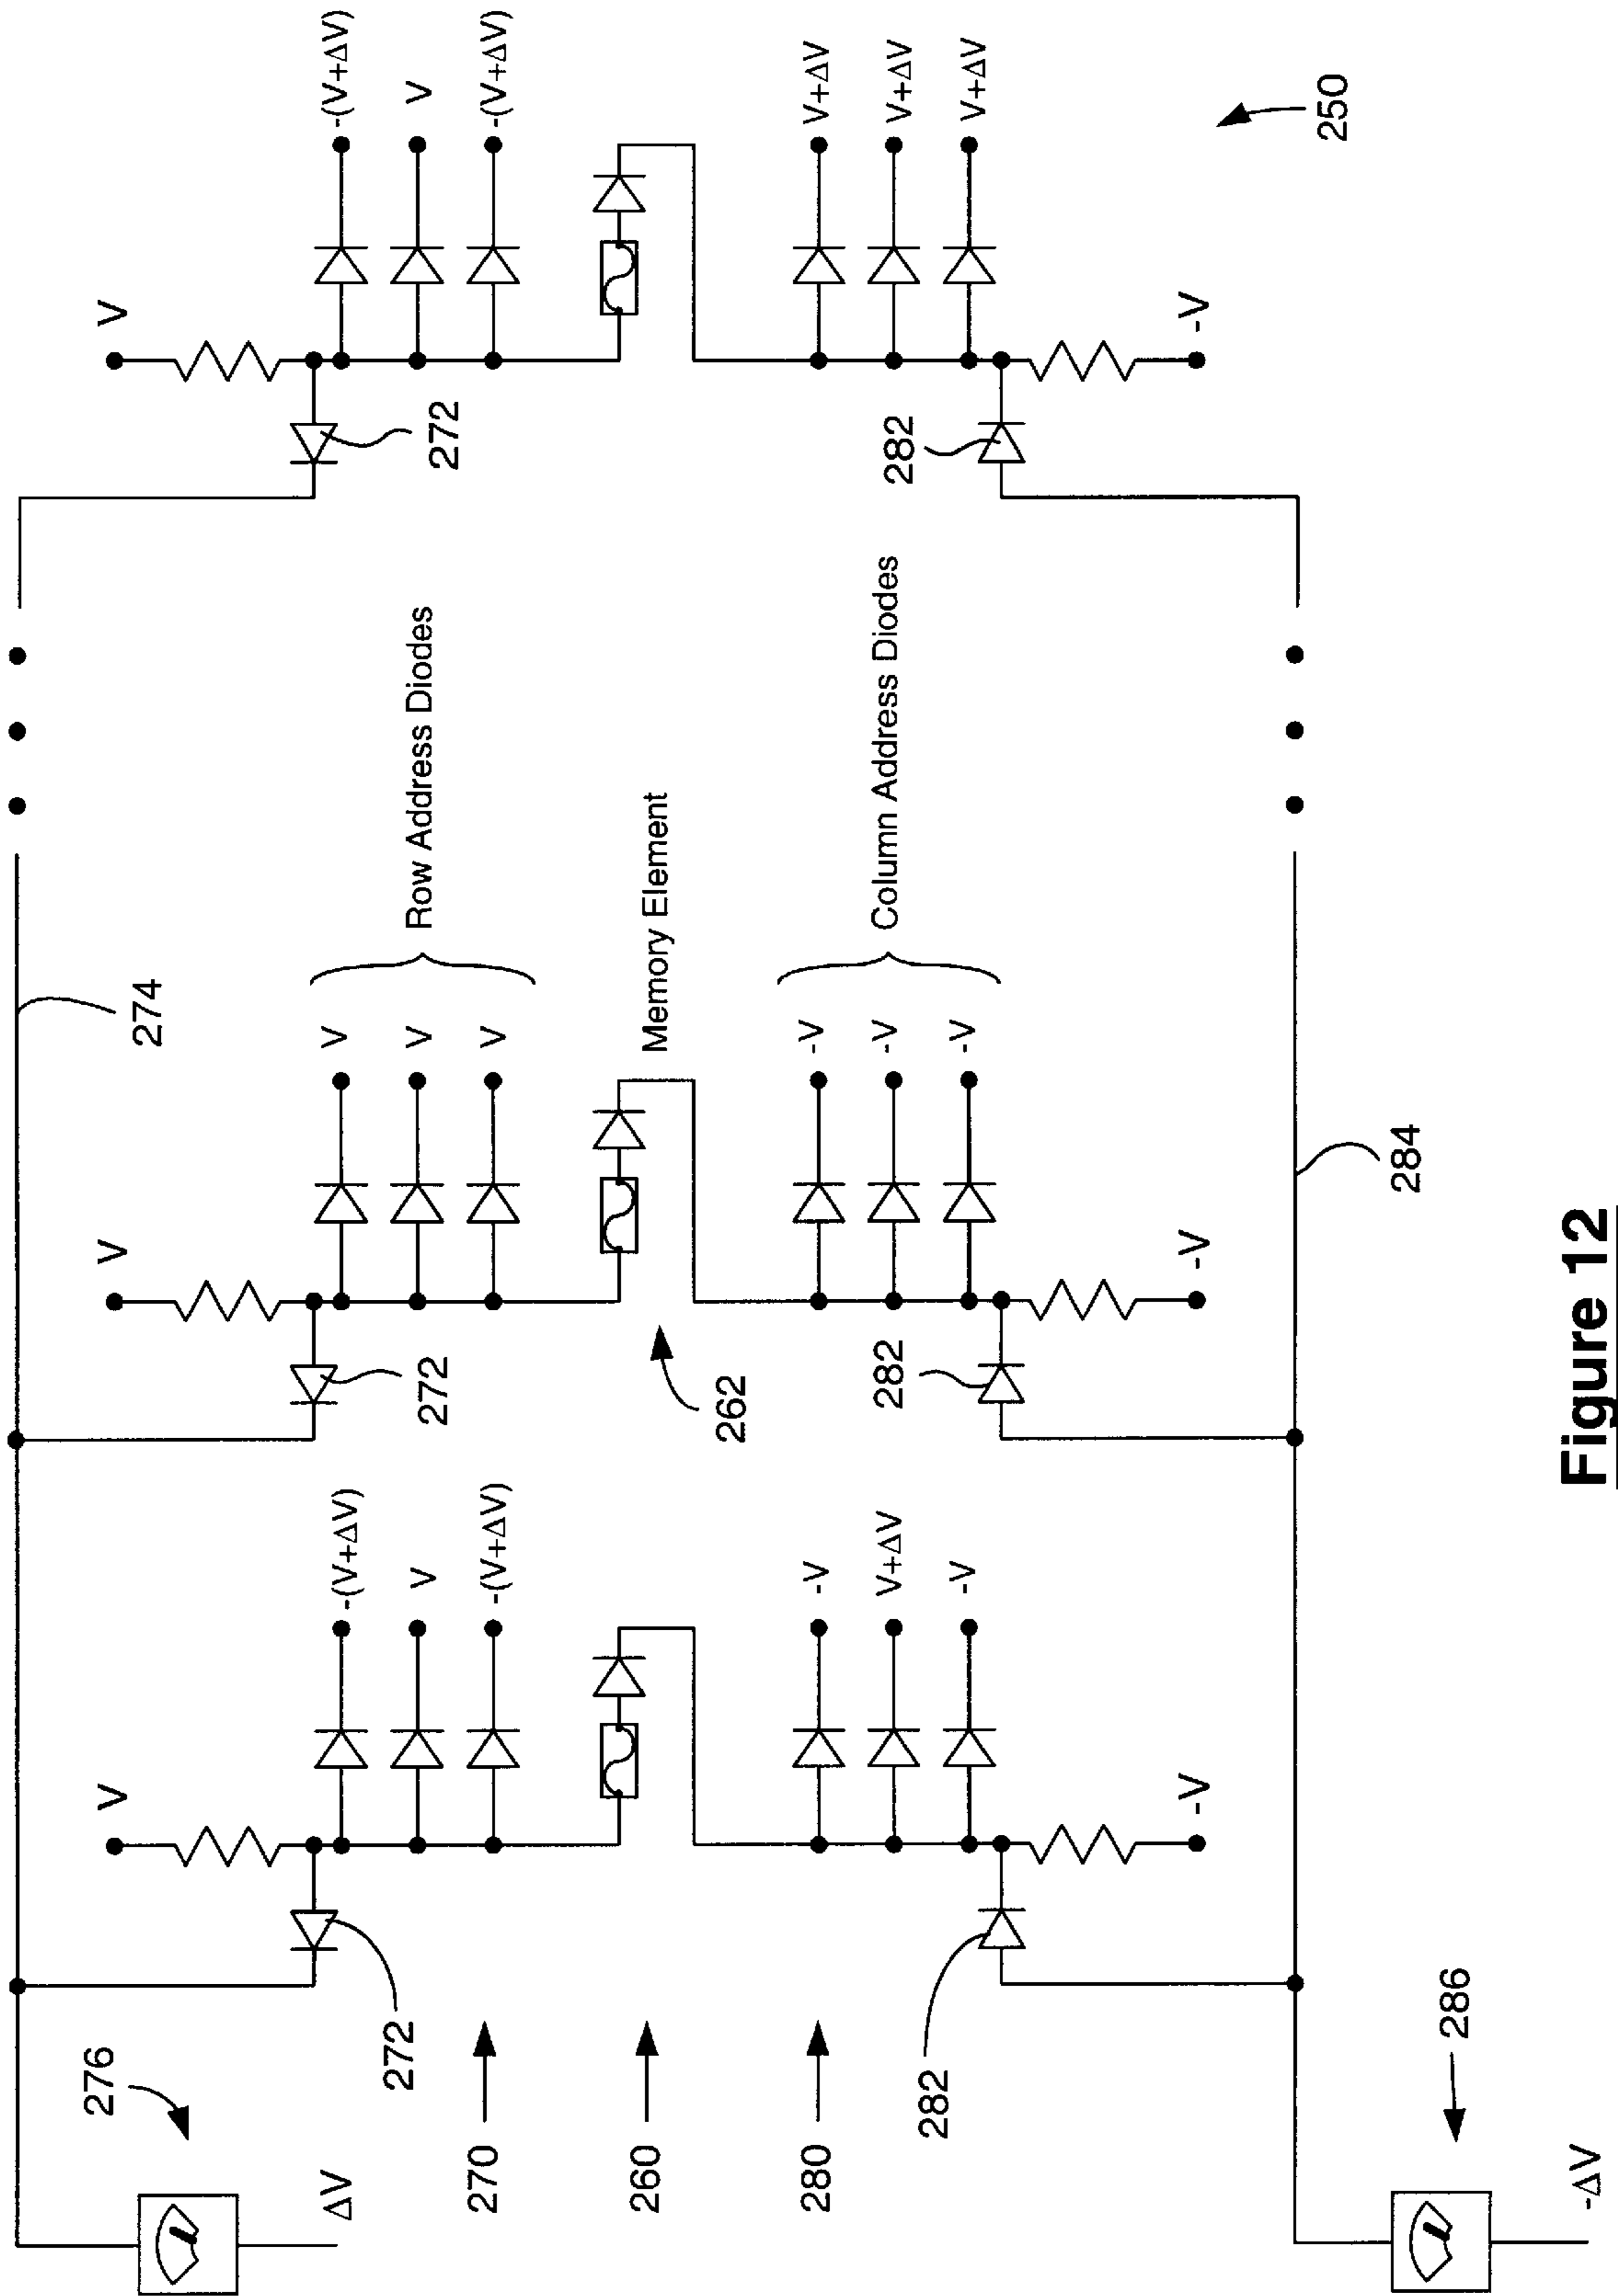 276
V
V
V
274
ΔV
-(V+ΔV)
V
-(V+ΔV)
272
V
V
Row Address Diodes
V
272
272
270
-(V+ΔV)
V
-(V+ΔV)
260
Memory Element
262
280
-V
-V
V+ΔV
V+ΔV
282
-V
Column Address Diodes
282
V+ΔV
282
-V
-V
V+ΔV
-V
-V
-V
250
284
286
-ΔV
Figure 12